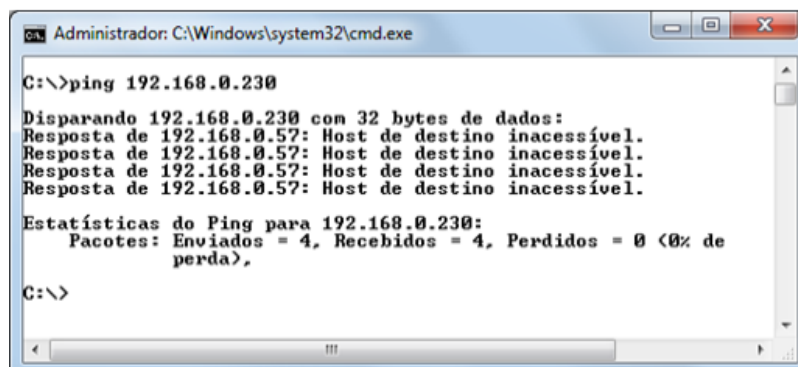 Administrador: C:\Windows\system32\cmd.exe
C:\>ping 192.168.0.230
Disparando 192.168.0.230 com 32 bytes de dados:
Resposta de 192.168.0.57: Host de destino inacessível.
Resposta de 192.168.0.57: Host de destino inacessível.
Resposta de 192.168.0.57: Host de destino inacessível.
Resposta de 192.168.0.57: Host de destino inacessível.
Estatísticas do Ping para 192.168.0.230:
Pacotes: Enviados = 4, Recebidos = 4, Perdidos = 0 (0% de
perda),
C:\>